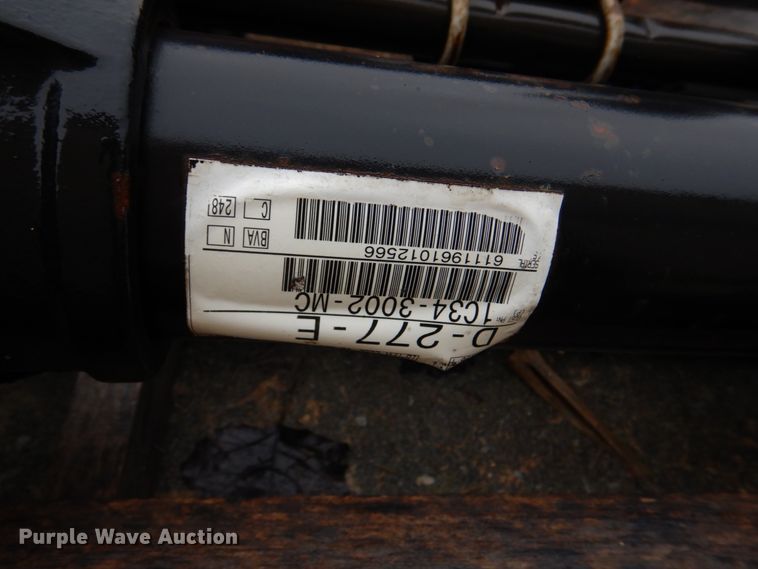 D-277-E
1C34-3002-MC
6111961012566
N BVA
248 C
Purple Wave Auction